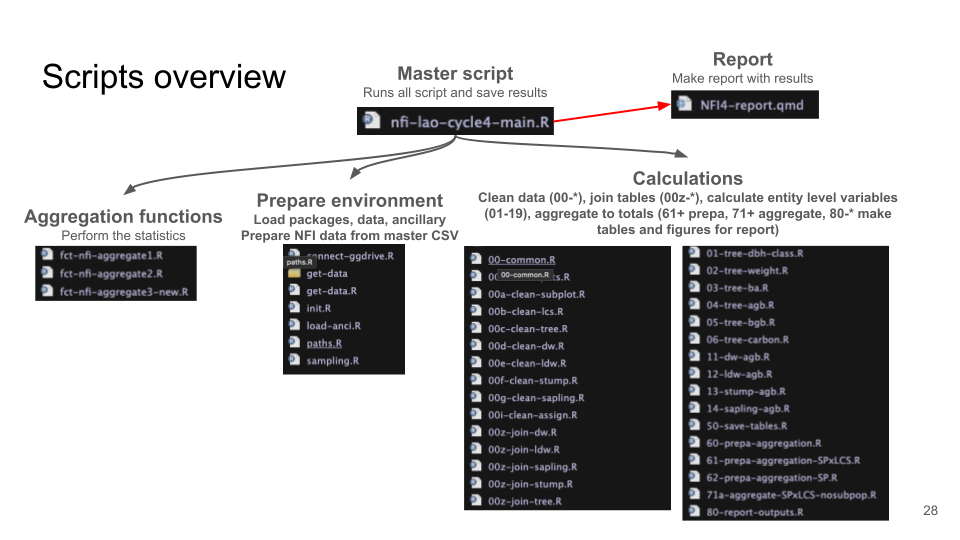 Scripts overview
Master script
Runs all script and save results
nfi-lao-cycle4-main.R
Report
Make report with results
NFI4-report.qmd
Aggregation functions
Perform the statistics
fct-nfi-aggregate1.R
fct-nfi-aggregate2.R
fct-nfi-aggregate3-new.R
Prepare environment
Load packages, data, ancillary
Prepare NFI data from master CSV
connect-ggdrive.R
paths.R
get-data
get-data.R
init.R
load-anci.R
paths.R
sampling.R
Calculations
Clean data (00-*), join tables (00z-*), calculate entity level variables
(01-19), aggregate to totals (61+ prepa, 71+ aggregate, 80-* make
tables and figures for report)
00-common.R
00-common.R
00a-clean-subplot.R
00b-clean-lcs.R
00c-clean-tree.R
00d-clean-dw.R
00e-clean-ldw.R
00f-clean-stump.R
00g-clean-sapling.R
00i-clean-assign.R
00z-join-dw.R
00z-join-ldw.R
00z-join-sapling.R
00z-join-stump.R
00z-join-tree.R
01-tree-dbh-class.R
02-tree-weight.R
03-tree-ba.R
04-tree-agb.R
05-tree-bgb.R
06-tree-carbon.R
11-dw-agb.R
12-ldw-agb.R
13-stump-agb.R
14-sapling-agb.R
50-save-tables.R
60-prepa-aggregation.R
61-prepa-aggregation-SPxLCS.R
62-prepa-aggregation-SP.R
71a-aggregate-SPxLCS-nosubpop.R
80-report-outputs.R
28